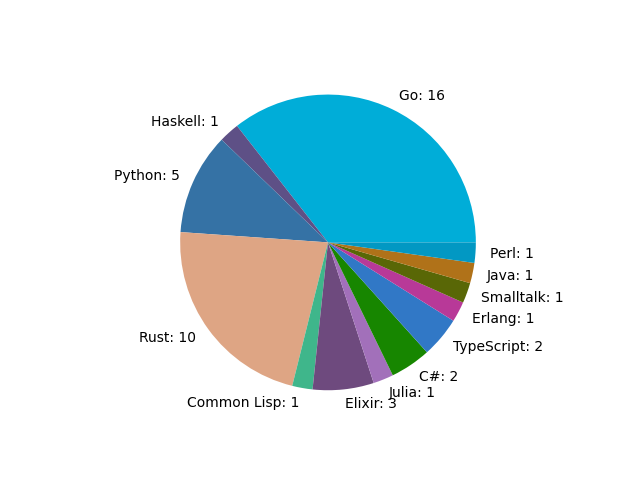 Go: 16
Haskell: 1
Python: 5
Rust: 10
Common Lisp: 1
Elixir: 3
Julia: 1
C#: 2
TypeScript: 2
Erlang: 1
Smalltalk: 1
Java: 1
Perl: 1